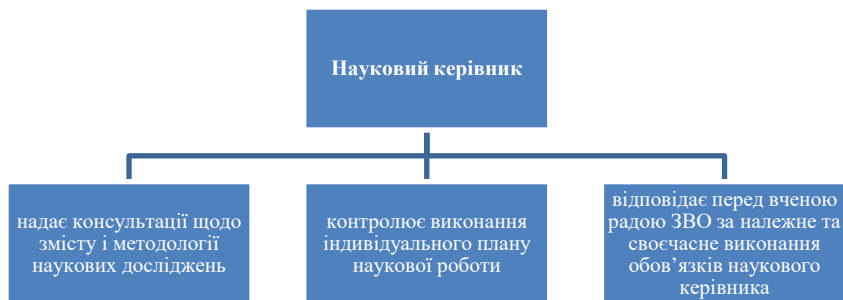 Науковий керівник
надає консультації щодо
змісту і методології
наукових досліджень
контролює виконання
індивідуального плану
наукової роботи
відповідає перед вченою
радою ЗВО за належне та
своєчасне виконання
обов’язків наукового
керівника